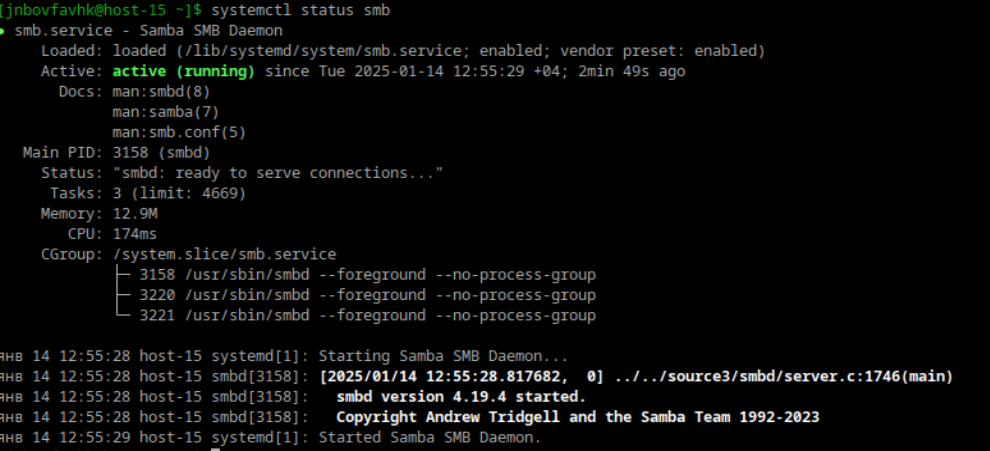 [jnbovfavhk@host-15 ~]$ systemctl status smb
● smb.service - Samba SMB Daemon
Loaded: loaded (/lib/systemd/system/smb.service; enabled; vendor preset: enabled)
Active: active (running) since Tue 2025-01-14 12:55:29 +04; 2min 49s ago
Docs: man:smbd(8)
man:samba(7)
man:smb.conf(5)
Main PID: 3158 (smbd)
Status: "smbd: ready to serve connections..."
Tasks: 3 (limit: 4669)
Memory: 12.9M
CPU: 174ms
CGroup: /system.slice/smb.service
├─ 3158 /usr/sbin/smbd --foreground --no-process-group
├─ 3220 /usr/sbin/smbd --foreground --no-process-group
└─ 3221 /usr/sbin/smbd --foreground --no-process-group
янв 14 12:55:28 host-15 systemd[1]: Starting Samba SMB Daemon...
янв 14 12:55:28 host-15 smbd[3158]: [2025/01/14 12:55:28.817682, 0] ../../source3/smbd/server.c:1746(main)
янв 14 12:55:28 host-15 smbd[3158]: smbd version 4.19.4 started.
янв 14 12:55:28 host-15 smbd[3158]: Copyright Andrew Tridgell and the Samba Team 1992-2023
янв 14 12:55:29 host-15 systemd[1]: Started Samba SMB Daemon.